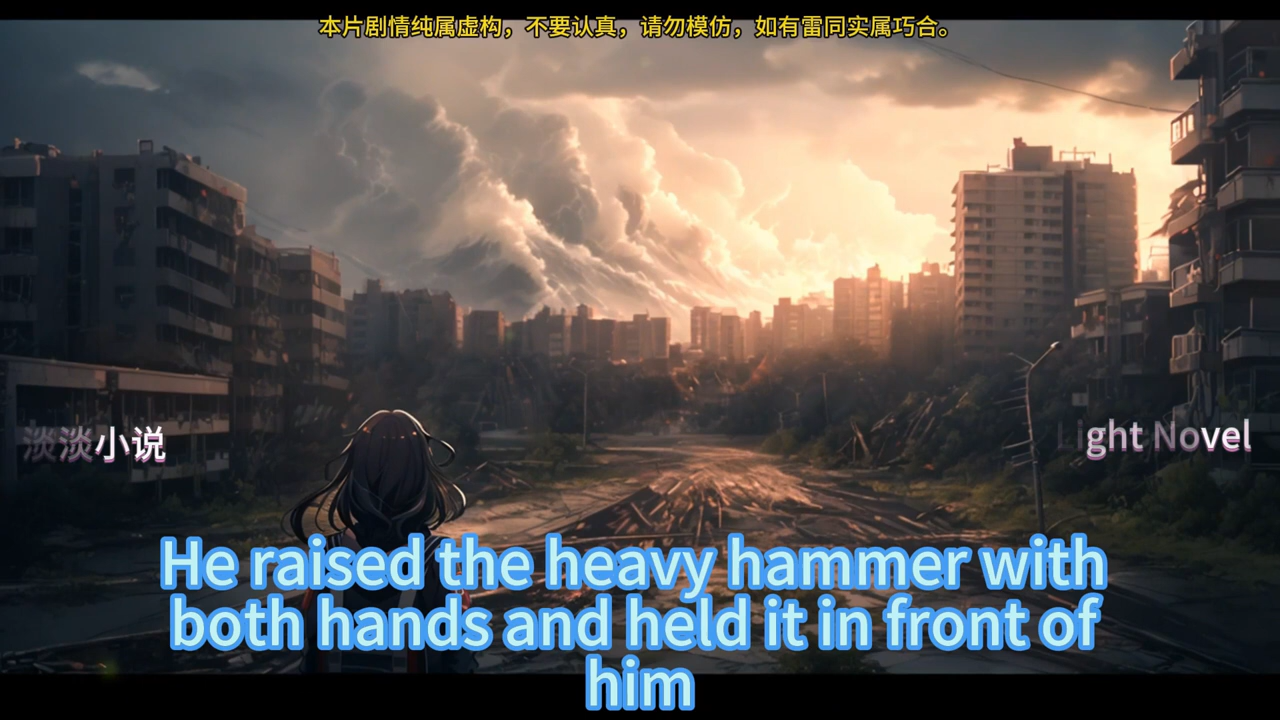 本片剧情纯属虚构，不要认真，请勿模仿，如有雷同实属巧合。
淡淡小说
Light Novel
He raised the heavy hammer with
both hands and held it in front of
him